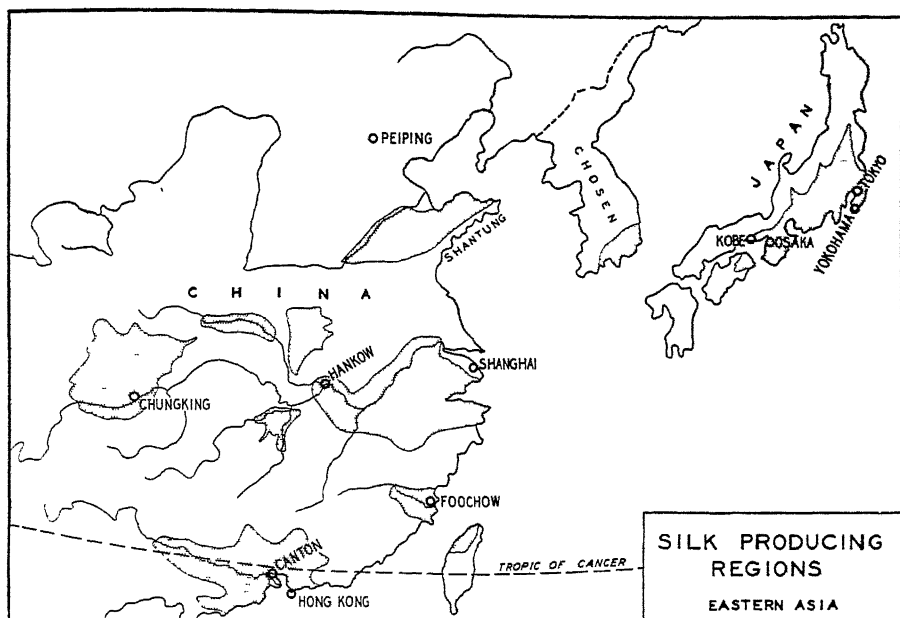 PEIPING
CHOSEN
JAPAN
TOKYO
YOKOHAMA
KOBE
OSAKA
SHANTUNG
CHINA
HANKOW
SHANGHAI
CHUNGKING
FOOCHOW
CANTON
TROPIC OF CANCER
HONG KONG
SILK PRODUCING
REGIONS
EASTERN ASIA